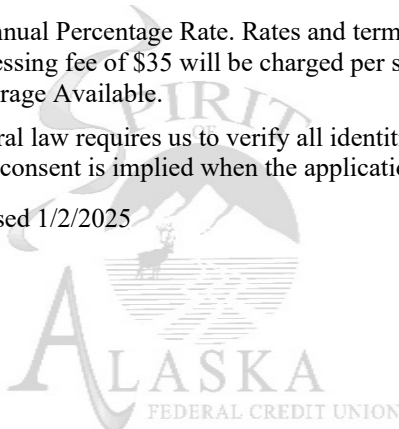 nnual Percentage Rate. Rates and term
essing fee of $35 will be charged per s
rage Available.
SPIRIT
OF
ral law requires us to verify all identit
consent is implied when the applicatio
sed 1/2/2025
ALASKA
FEDERAL CREDIT UNION